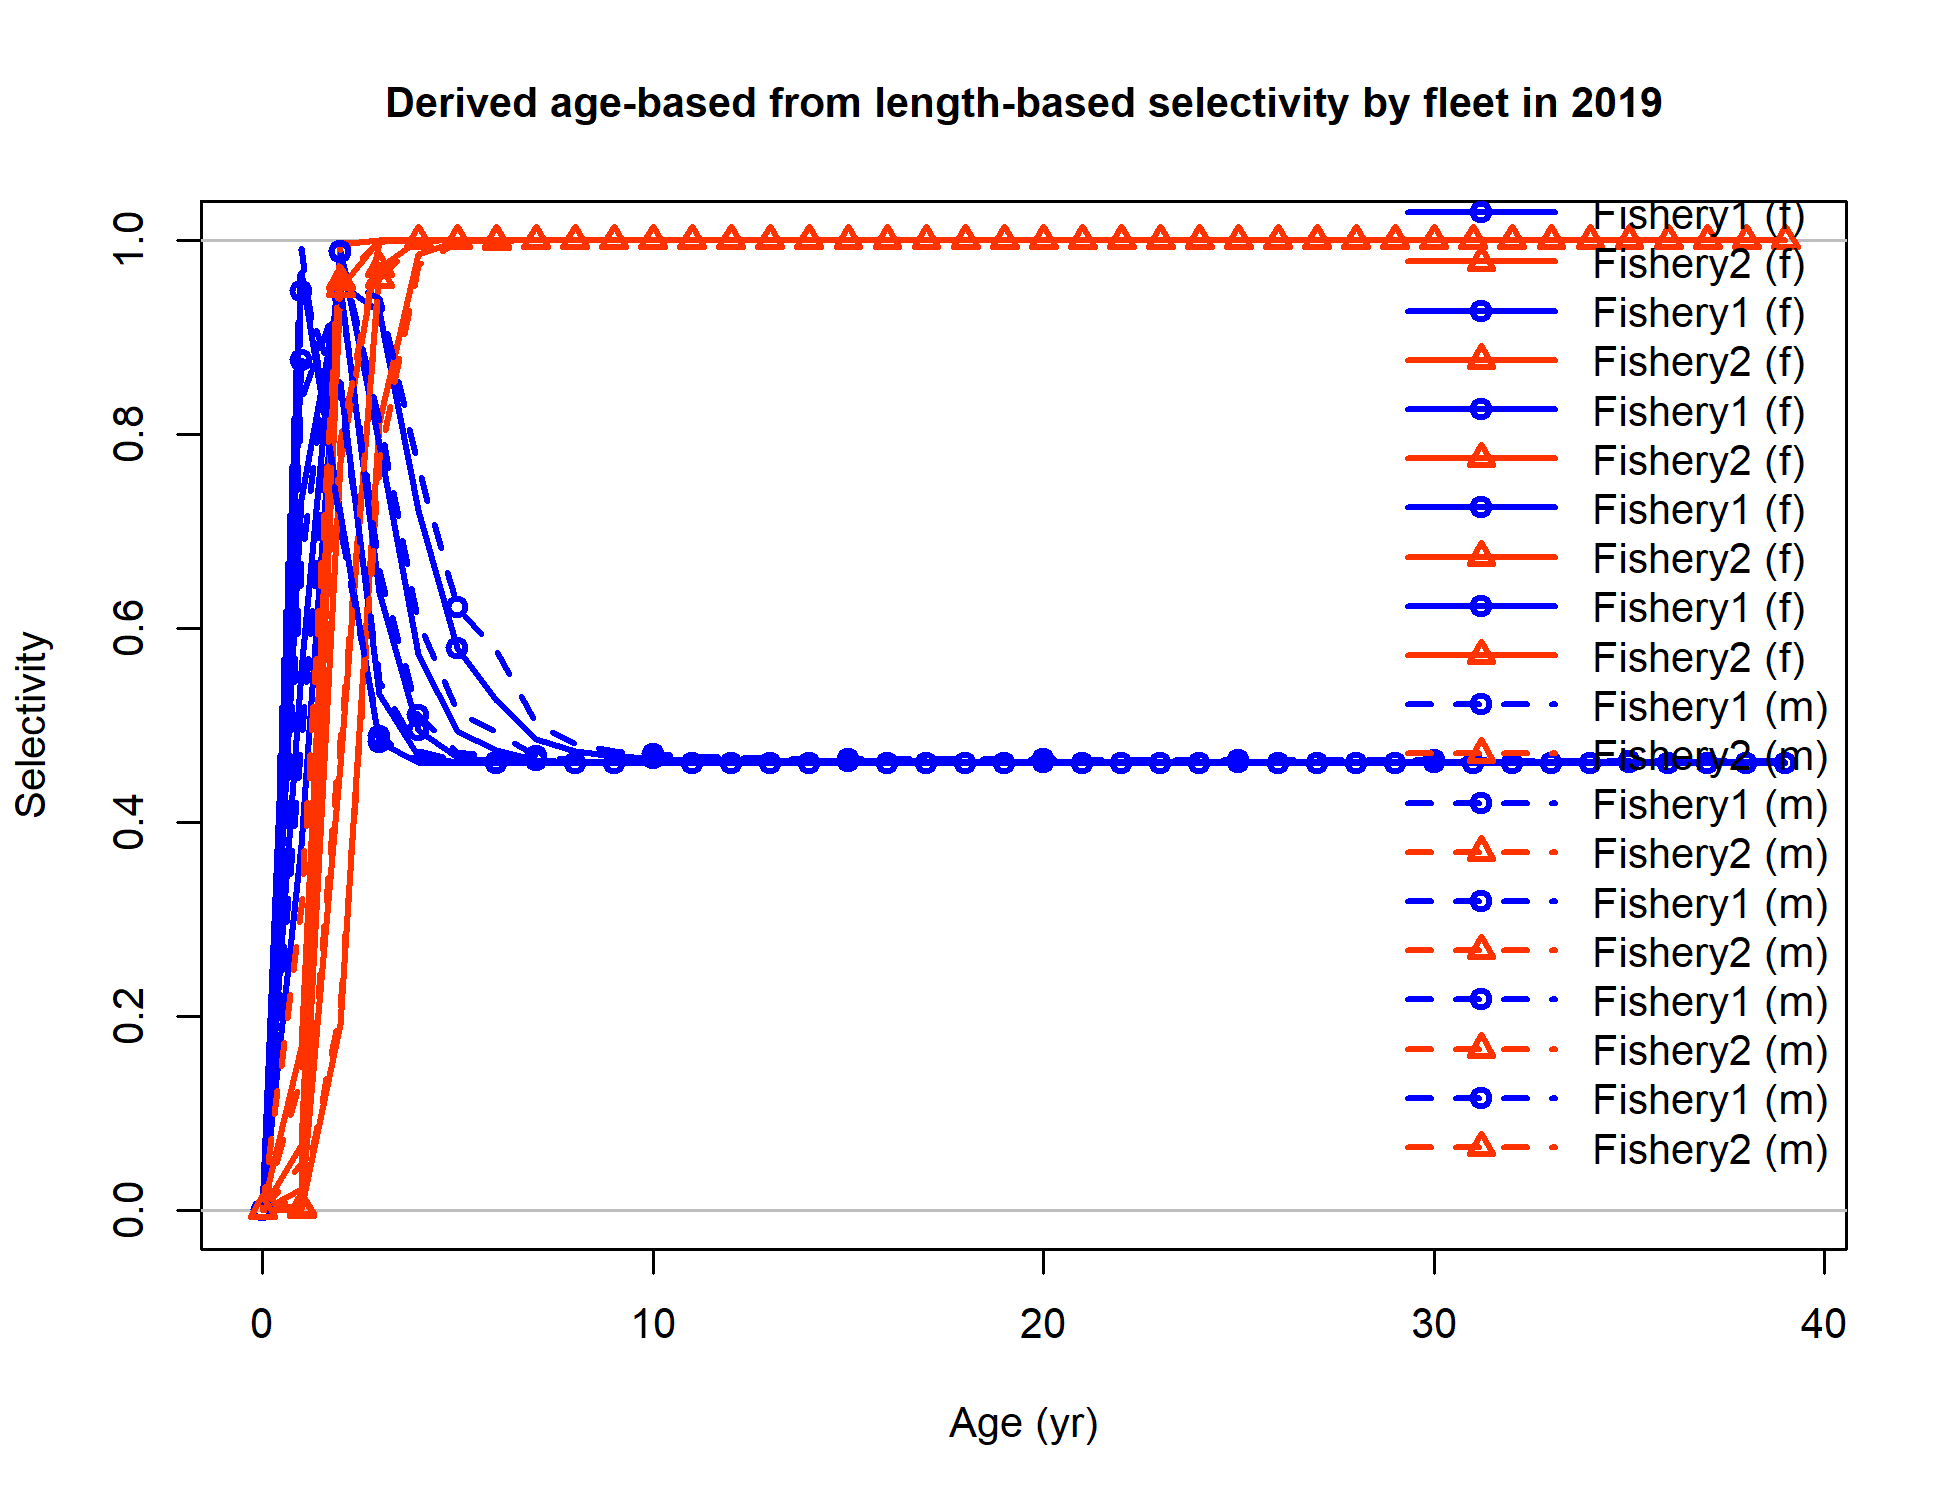 Derived age-based from length-based selectivity by fleet in 2019
Selectivity
1.0
0.8
0.6
0.4
0.2
0.0
Fishery1 (f)
Fishery2 (f)
Fishery1 (f)
Fishery2 (f)
Fishery1 (f)
Fishery2 (f)
Fishery1 (f)
Fishery2 (f)
Fishery1 (f)
Fishery2 (f)
Fishery1 (m)
Fishery2 (m)
Fishery1 (m)
Fishery2 (m)
Fishery1 (m)
Fishery2 (m)
Fishery1 (m)
Fishery2 (m)
Fishery1 (m)
Fishery2 (m)
0 10 20 30 40
Age (yr)